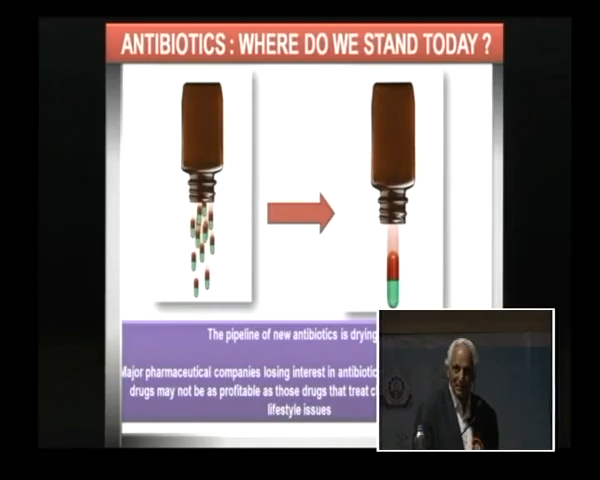 ANTIBIOTICS : WHERE DO WE STAND TODAY ?
The pipeline of new antibiotics is drying
Major pharmaceutical companies losing interest in antibiotic
drugs may not be as profitable as those drugs that treat
lifestyle issues